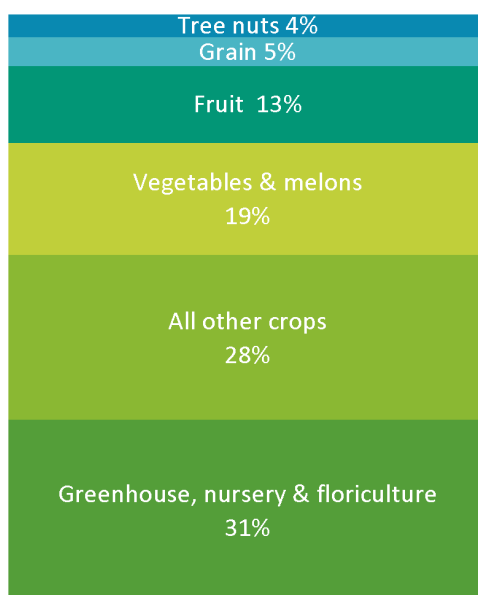 Tree nuts 4%
Grain 5%
Fruit  13%
Vegetables & melons
19%
All other crops
28%
Greenhouse, nursery & floriculture
31%